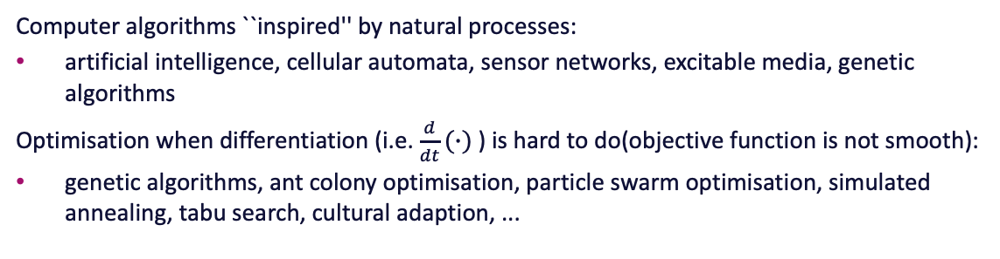 Computer algorithms ``inspired'' by natural processes:
• artificial intelligence, cellular automata, sensor networks, excitable media, genetic
algorithms
Optimisation when differentiation (i.e. $\frac{d}{dt}(\cdot)$ ) is hard to do(objective function is not smooth):
• genetic algorithms, ant colony optimisation, particle swarm optimisation, simulated
annealing, tabu search, cultural adaption, ...